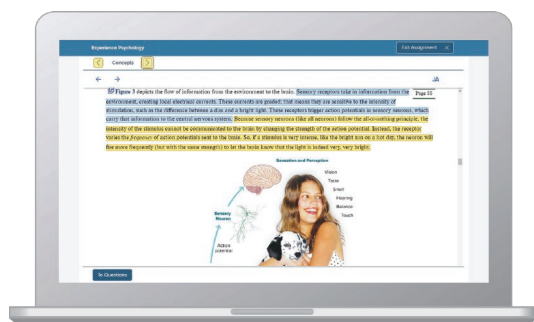 Experience Psychology
Exit Assignment X
< Concepts >
← → AA
Figure 3 depicts the flow of information from the environment to the brain. Sensory receptors take in information from the
Page 93
environment, creating local electrical currents. These currents are graded; that means they are sensitive to the intensity of
stimulation, such as the difference between a dim and a bright light. These receptors trigger action potentials in sensory neurons, which
carry that information to the central nervous system. Because sensory neurons (like all neurons) follow the all-or-nothing principle, the
intensity of the stimulus cannot be communicated to the brain by changing the strength of the action potential. Instead, the receptor
varies the frequency of action potentials sent to the brain. So, if a stimulus is very intense, like the bright sun on a hot day, the neuron will
fire more frequently (but with the same strength) to let the brain know that the light is indeed very, very bright.
Sensation and Perception
Vision
Taste
Smell
Hearing
Balance
Touch
Sensory
Neuron
Action
potential
To Questions